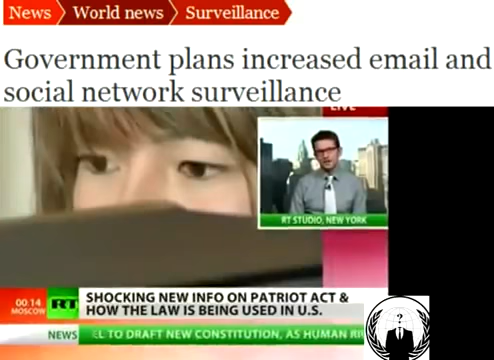 News World news Surveillance
Government plans increased email and
social network surveillance
LIVE
RT STUDIO, NEW YORK
00:14
MOSCOW
RT
SHOCKING NEW INFO ON PATRIOT ACT &
HOW THE LAW IS BEING USED IN U.S.
NEWS
EL TO DRAFT NEW CONSTITUTION, AS HUMAN RI
?